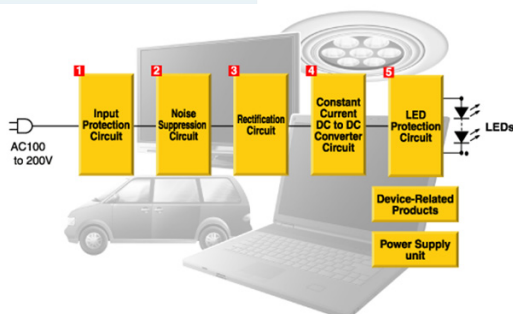 1
Input
Protection
Circuit
2
Noise
Suppression
Circuit
3
Rectification
Circuit
4
Constant
Current
DC to DC
Converter
Circuit
5
LED
Protection
Circuit
AC100
to 200V
LEDs
Device-Related
Products
Power Supply
unit